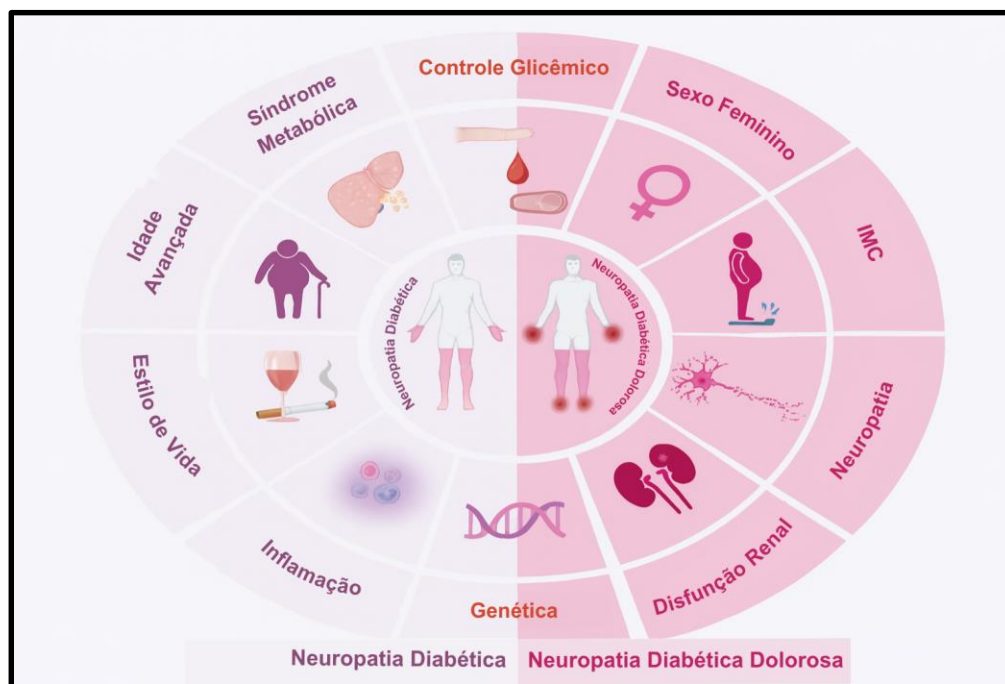 Controle Glicêmico
Síndrome
Metabólica
Sexo Feminino
Idade
Avançada
IMC
Neuropatia Diabética
Neuropatia Diabética Dolorosa
Estilo de Vida
Neuropatia
Inflamação
Disfunção Renal
Genética
Neuropatia Diabética
Neuropatia Diabética Dolorosa